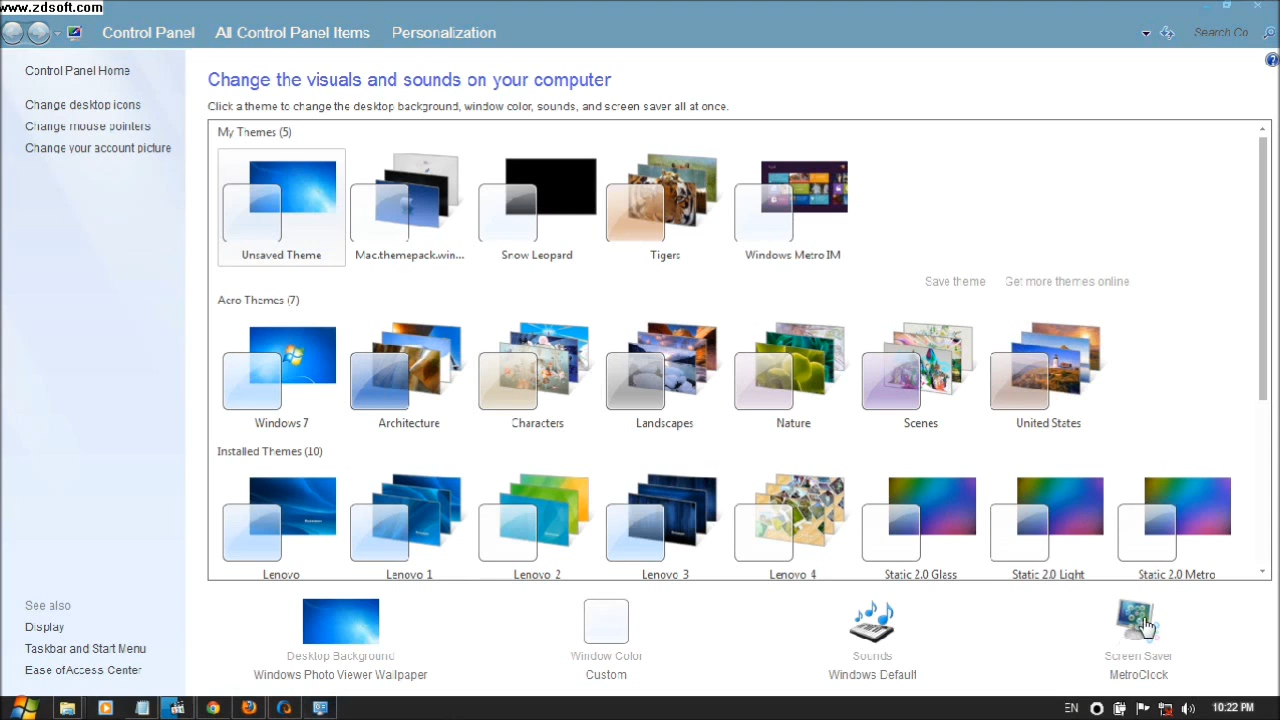 www.zdsoft.com
Control Panel All Control Panel Items Personalization Search Co
Control Panel Home
Change desktop icons
Change mouse pointers
Change your account picture
Change the visuals and sounds on your computer
Click a theme to change the desktop background, window color, sounds, and screen saver all at once.
My Themes (5)
Unsaved Theme Mac.themepack.win... Snow Leopard Tigers Windows Metro IM
Save theme Get more themes online
Aero Themes (7)
Windows 7 Architecture Characters Landscapes Nature Scenes United States
Installed Themes (10)
Lenovo Lenovo 1 Lenovo 2 Lenovo 3 Lenovo 4 Static 2.0 Glass Static 2.0 Light Static 2.0 Metro
See also
Display
Taskbar and Start Menu
Ease of Access Center
Desktop Background Window Color Sounds Screen Saver
Windows Photo Viewer Wallpaper Custom Windows Default MetroClock
EN 10:22 PM